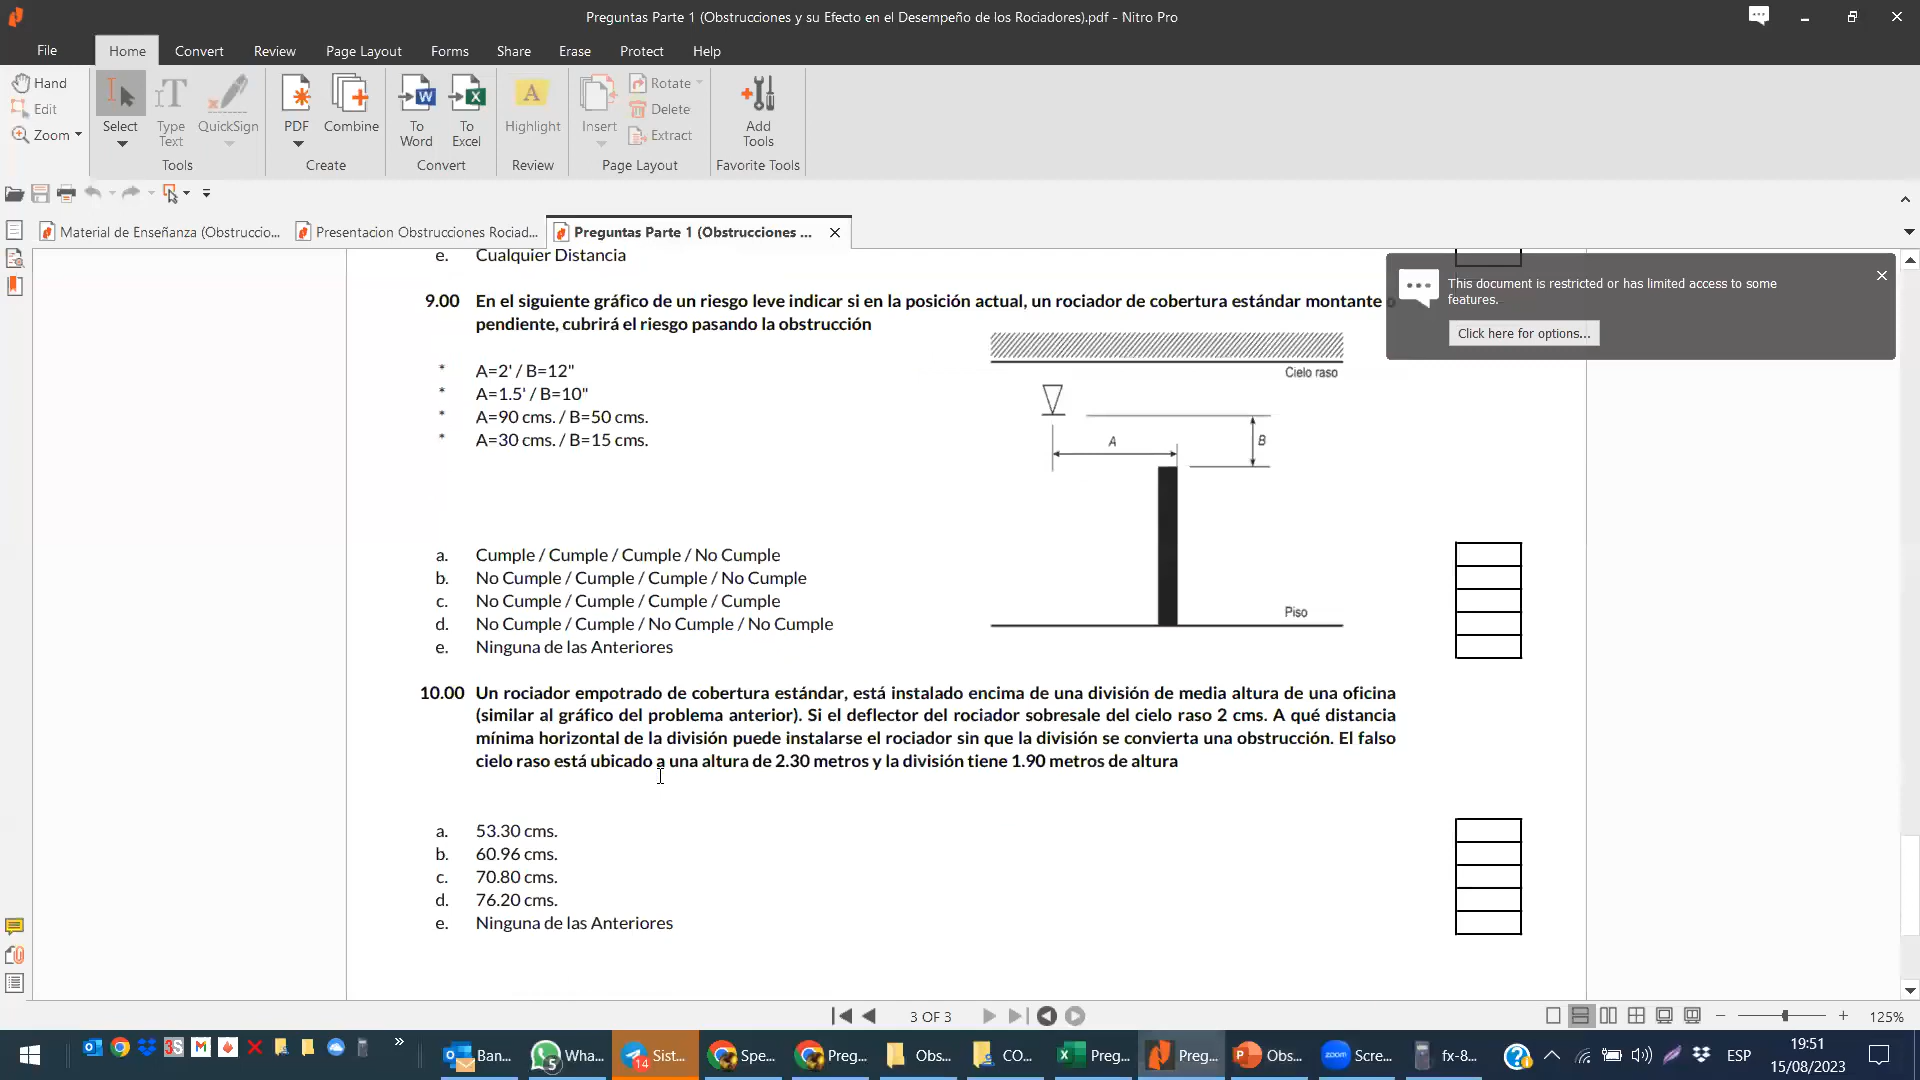 Preguntas Parte 1 (Obstrucciones y su Efecto en el Desempeño de los Rociadores).pdf - Nitro Pro
File Home Convert Review Page Layout Forms Share Erase Protect Help
Hand
Edit
Zoom
Select
Type Text
QuickSign
Tools
PDF
Combine
Create
To Word
To Excel
Convert
Highlight
Review
Insert
Rotate
Delete
Extract
Page Layout
Add Tools
Favorite Tools
Material de Enseñanza (Obstruccio...
Presentacion Obstrucciones Rociad...
Preguntas Parte 1 (Obstrucciones ...
This document is restricted or has limited access to some
features.
Click here for options...
e. Cualquier Distancia
9.00 En el siguiente gráfico de un riesgo leve indicar si en la posición actual, un rociador de cobertura estándar montante o
pendiente, cubrirá el riesgo pasando la obstrucción
* A=2' / B=12"
* A=1.5' / B=10"
* A=90 cms. / B=50 cms.
* A=30 cms. / B=15 cms.
Cielo raso
A
B
Piso
a. Cumple / Cumple / Cumple / No Cumple
b. No Cumple / Cumple / Cumple / No Cumple
c. No Cumple / Cumple / Cumple / Cumple
d. No Cumple / Cumple / No Cumple / No Cumple
e. Ninguna de las Anteriores
10.00 Un rociador empotrado de cobertura estándar, está instalado encima de una división de media altura de una oficina
(similar al gráfico del problema anterior). Si el deflector del rociador sobresale del cielo raso 2 cms. A qué distancia
mínima horizontal de la división puede instalarse el rociador sin que la división se convierta una obstrucción. El falso
cielo raso está ubicado a una altura de 2.30 metros y la división tiene 1.90 metros de altura
a. 53.30 cms.
b. 60.96 cms.
c. 70.80 cms.
d. 76.20 cms.
e. Ninguna de las Anteriores
3 OF 3
125%
Ban...
5 Wha...
14 Sist...
Spe...
Preg...
Obs...
CO...
Preg...
Preg...
Obs...
zoom Scre...
fx-8...
ESP
19:51
15/08/2023